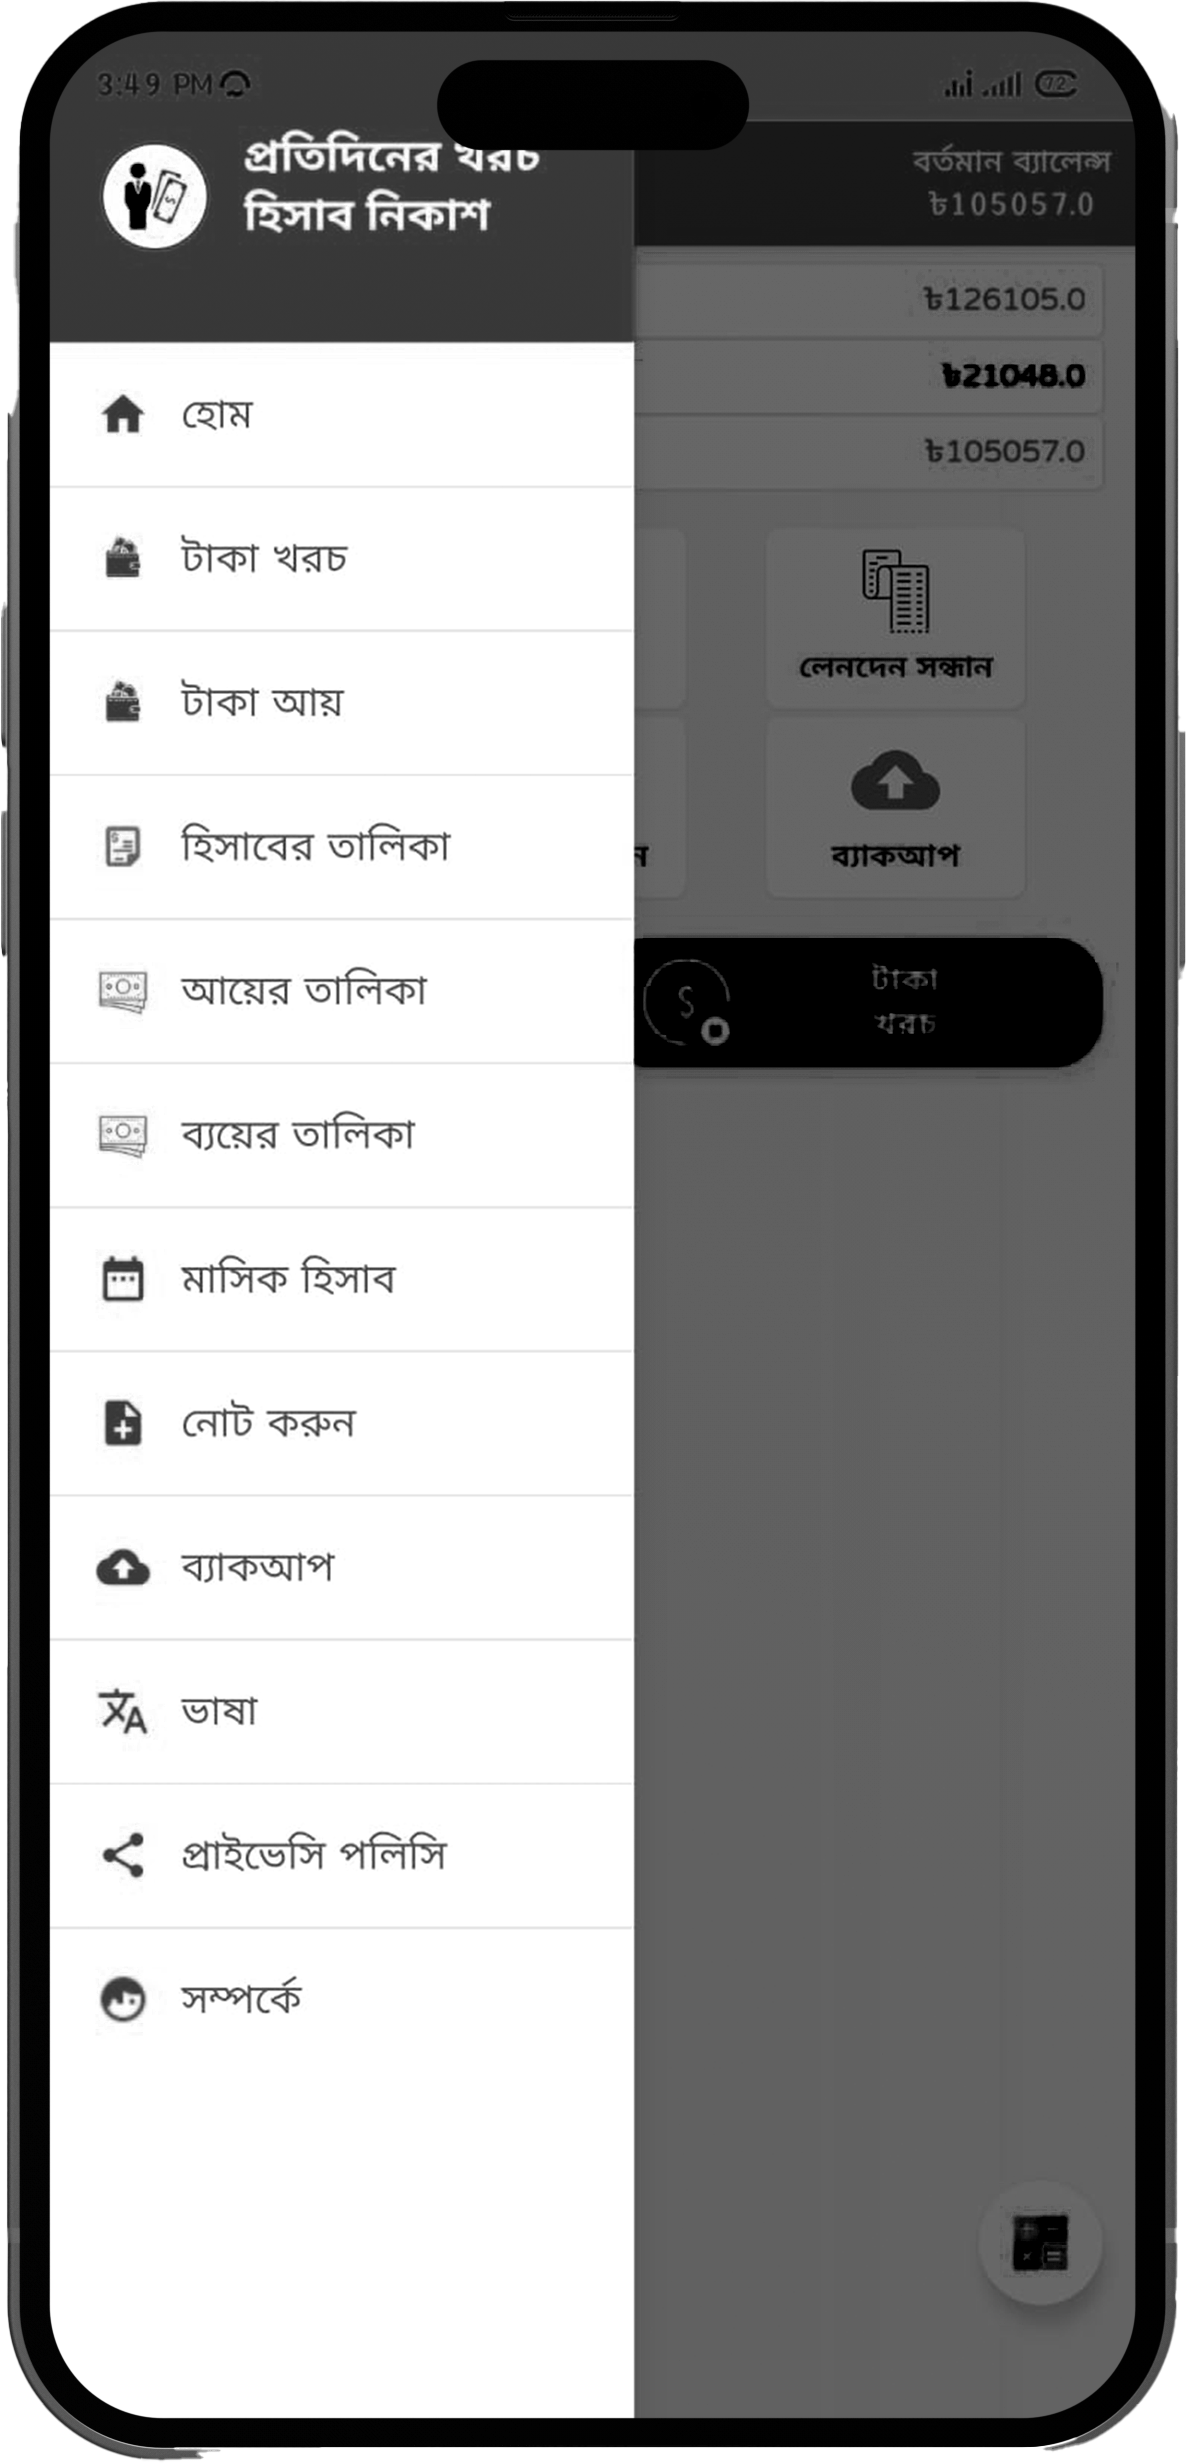 3:49 PM
72
প্রতিদিনের খরচ
হিসাব নিকাশ
বর্তমান ব্যালেন্স
৳105057.0
৳126105.0
৳21048.0
৳105057.0
হোম
টাকা খরচ
টাকা আয়
হিসাবের তালিকা
আয়ের তালিকা
ব্যয়ের তালিকা
মাসিক হিসাব
নোট করুন
ব্যাকআপ
ভাষা
প্রাইভেসি পলিসি
সম্পর্কে
লেনদেন সন্ধান
ন
ব্যাকআপ
টাকা
খরচ